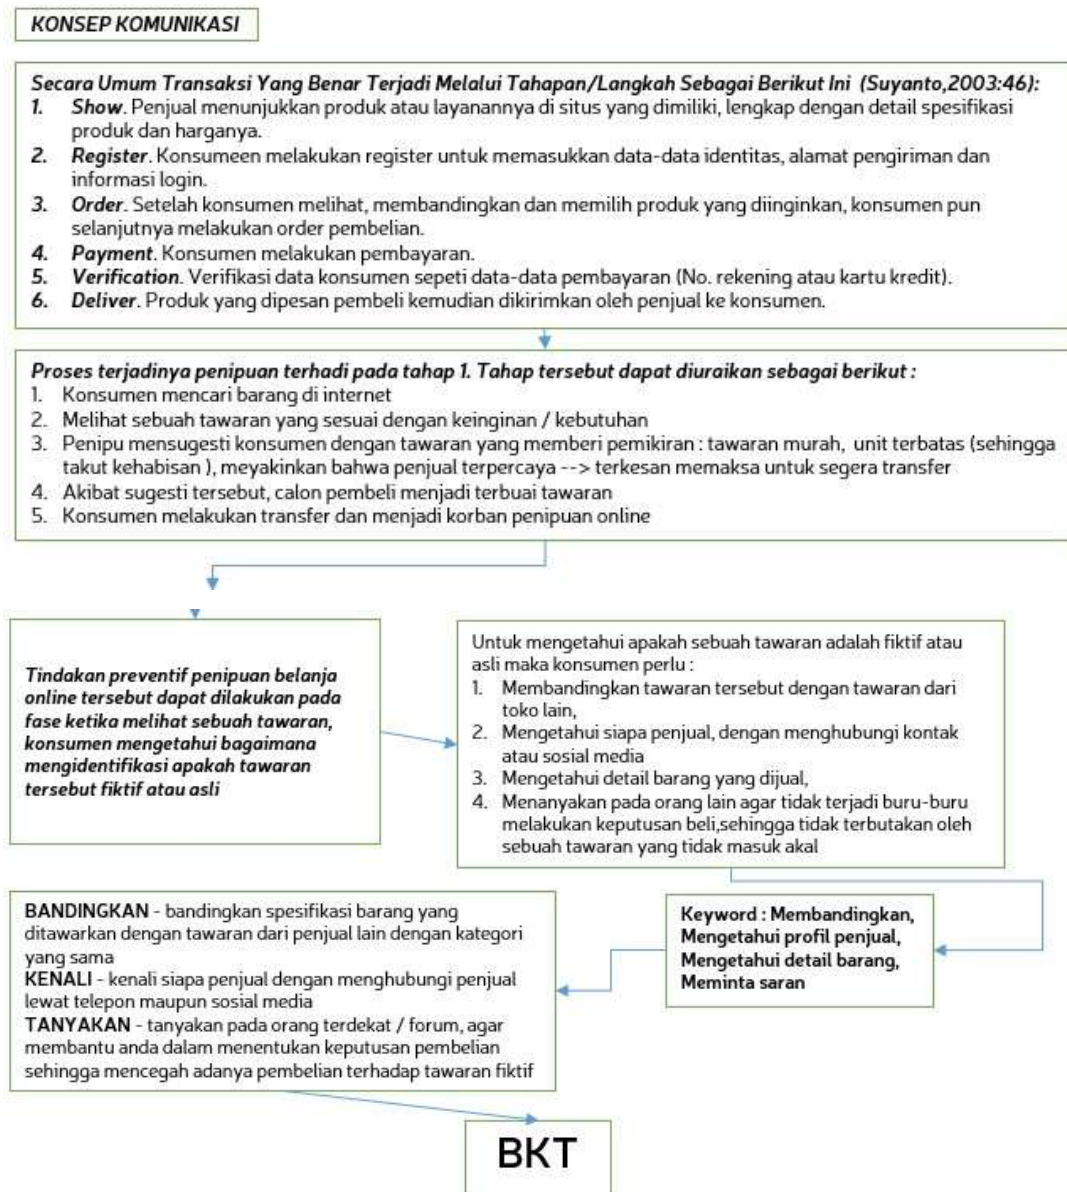 KONSEP KOMUNIKASI
Secara Umum Transaksi Yang Benar Terjadi Melalui Tahapan/Langkah Sebagai Berikut Ini (Suyanto,2003:46):
1. Show. Penjual menunjukkan produk atau layanannya di situs yang dimiliki, lengkap dengan detail spesifikasi
produk dan harganya.
2. Register. Konsumeen melakukan register untuk memasukkan data-data identitas, alamat pengiriman dan
informasi login.
3. Order. Setelah konsumen melihat, membandingkan dan memilih produk yang diinginkan, konsumen pun
selanjutnya melakukan order pembelian.
4. Payment. Konsumen melakukan pembayaran.
5. Verification. Verifikasi data konsumen sepeti data-data pembayaran (No. rekening atau kartu kredit).
6. Deliver. Produk yang dipesan pembeli kemudian dikirimkan oleh penjual ke konsumen.
Proses terjadinya penipuan terhadi pada tahap 1. Tahap tersebut dapat diuraikan sebagai berikut :
1. Konsumen mencari barang di internet
2. Melihat sebuah tawaran yang sesuai dengan keinginan / kebutuhan
3. Penipu mensugesti konsumen dengan tawaran yang memberi pemikiran : tawaran murah, unit terbatas (sehingga
takut kehabisan ), meyakinkan bahwa penjual terpercaya --> terkesan memaksa untuk segera transfer
4. Akibat sugesti tersebut, calon pembeli menjadi terbuai tawaran
5. Konsumen melakukan transfer dan menjadi korban penipuan online
Tindakan preventif penipuan belanja
online tersebut dapat dilakukan pada
fase ketika melihat sebuah tawaran,
konsumen mengetahui bagaimana
mengidentifikasi apakah tawaran
tersebut fiktif atau asli
Untuk mengetahui apakah sebuah tawaran adalah fiktif atau
asli maka konsumen perlu :
1. Membandingkan tawaran tersebut dengan tawaran dari
toko lain,
2. Mengetahui siapa penjual, dengan menghubungi kontak
atau sosial media
3. Mengetahui detail barang yang dijual,
4. Menanyakan pada orang lain agar tidak terjadi buru-buru
melakukan keputusan beli,sehingga tidak terbutakan oleh
sebuah tawaran yang tidak masuk akal
Keyword : Membandingkan,
Mengetahui profil penjual,
Mengetahui detail barang,
Meminta saran
BANDINGKAN - bandingkan spesifikasi barang yang
ditawarkan dengan tawaran dari penjual lain dengan kategori
yang sama
KENALI - kenali siapa penjual dengan menghubungi penjual
lewat telepon maupun sosial media
TANYAKAN - tanyakan pada orang terdekat / forum, agar
membantu anda dalam menentukan keputusan pembelian
sehingga mencegah adanya pembelian terhadap tawaran fiktif
BKT